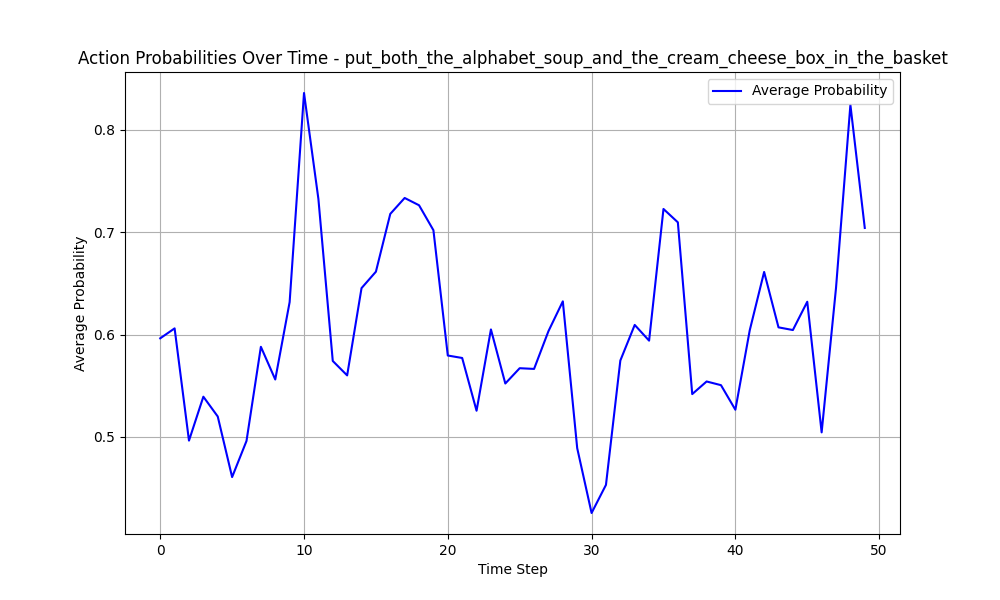 Action Probabilities Over Time - put_both_the_alphabet_soup_and_the_cream_cheese_box_in_the_basket
Average Probability
0.8
0.7
0.6
0.5
Average Probability
0 10 20 30 40 50
Time Step